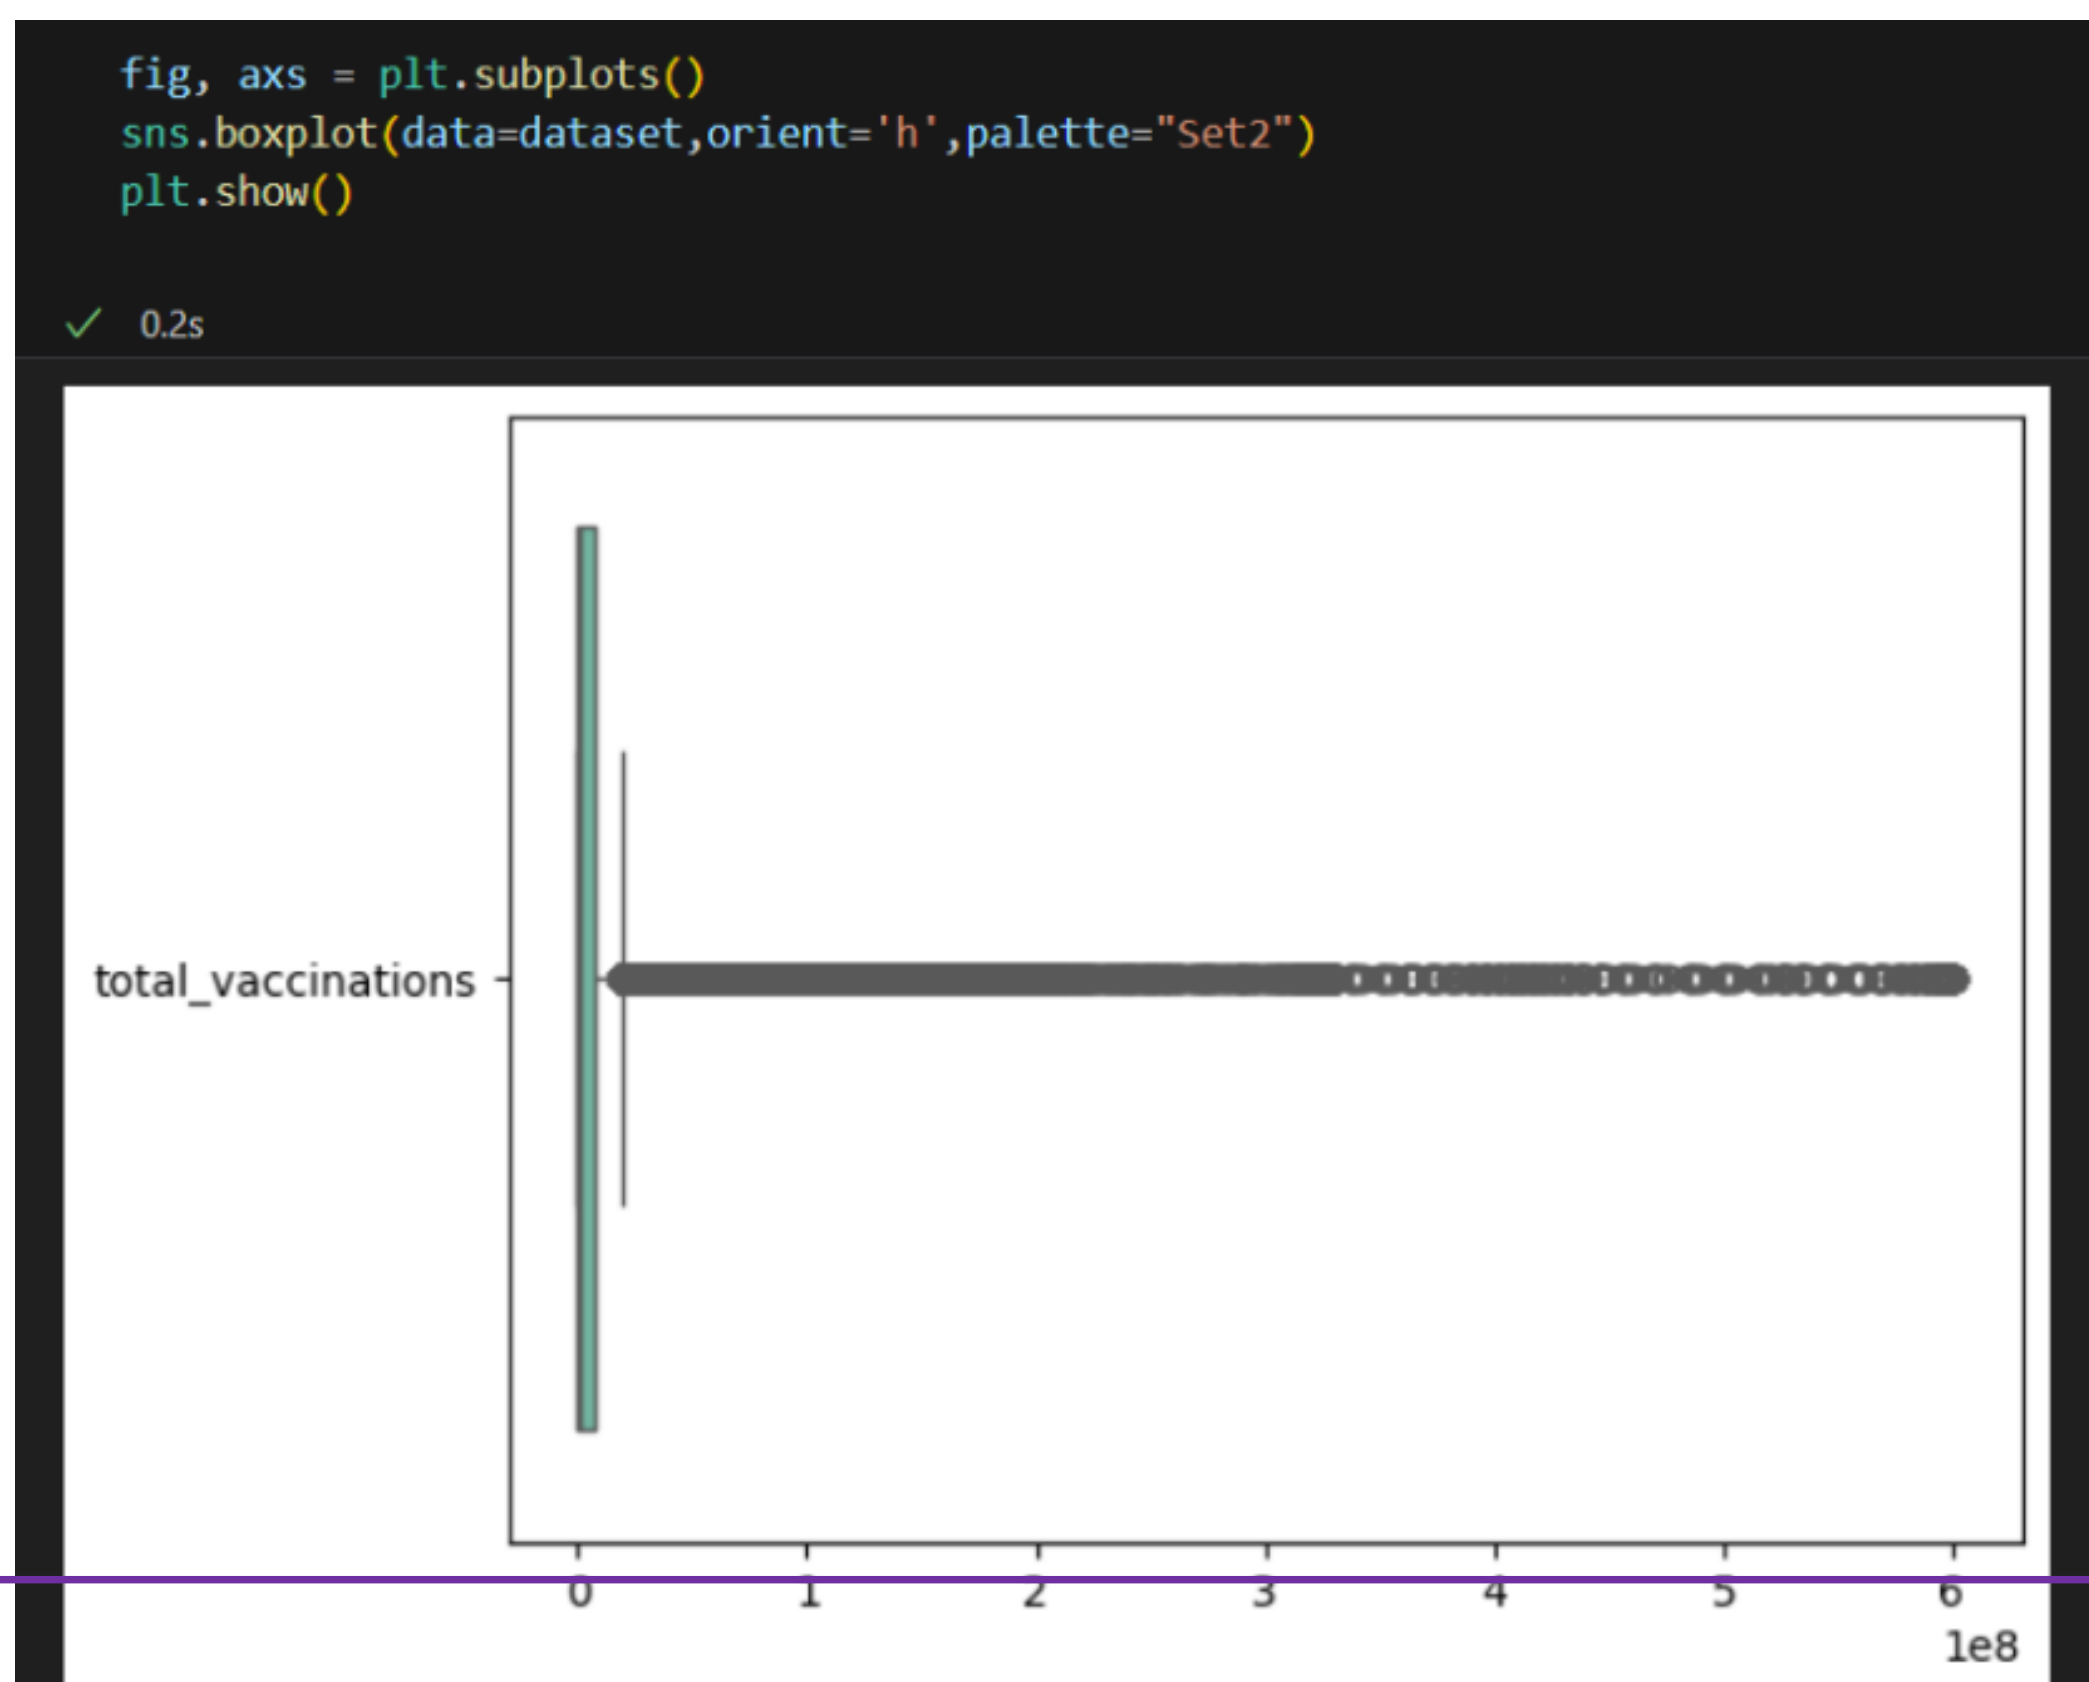 fig, axs = plt.subplots()
sns.boxplot(data=dataset,orient='h',palette="Set2")
plt.show()
0.2s
total_vaccinations
0 1 2 3 4 5 6
1e8